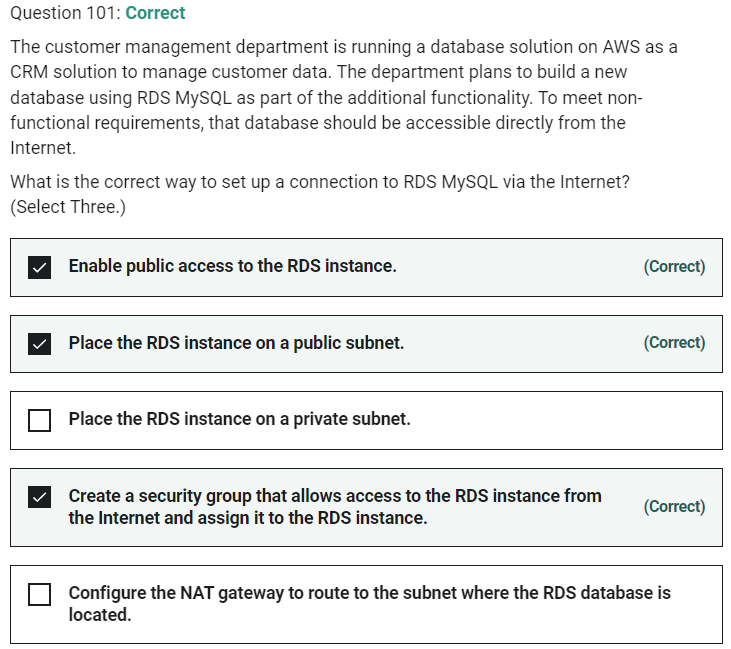 Question 101: Correct
The customer management department is running a database solution on AWS as a
CRM solution to manage customer data. The department plans to build a new
database using RDS MySQL as part of the additional functionality. To meet non-
functional requirements, that database should be accessible directly from the
Internet.
What is the correct way to set up a connection to RDS MySQL via the Internet?
(Select Three.)
Enable public access to the RDS instance. (Correct)
Place the RDS instance on a public subnet. (Correct)
Place the RDS instance on a private subnet.
Create a security group that allows access to the RDS instance from
the Internet and assign it to the RDS instance. (Correct)
Configure the NAT gateway to route to the subnet where the RDS database is
located.